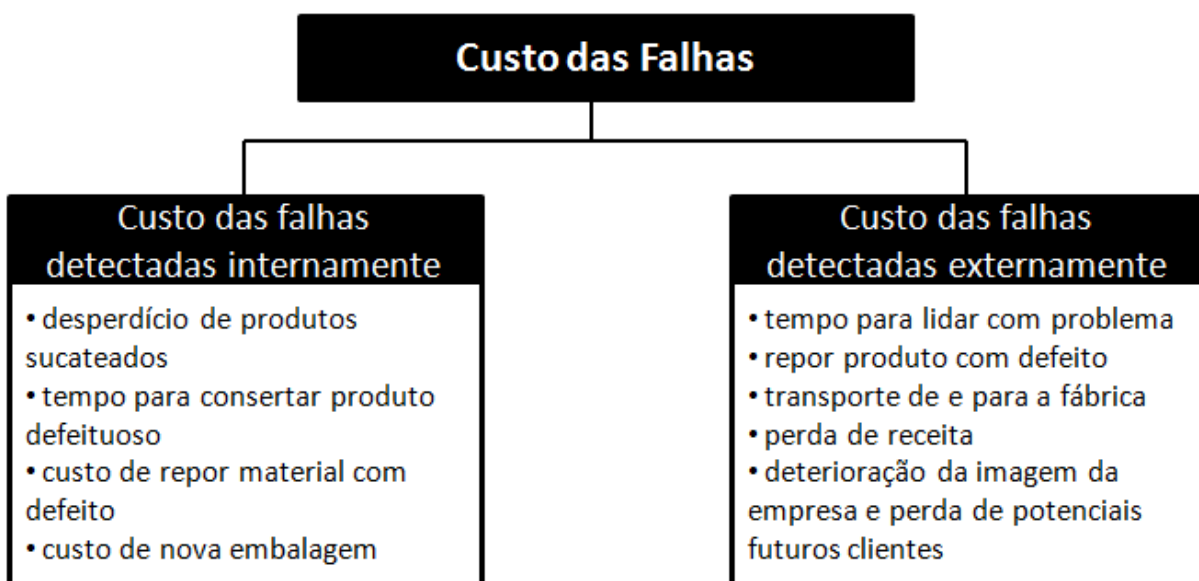 Custo das Falhas
Custo das falhas
detectadas internamente
• desperdício de produtos
sucateados
• tempo para consertar produto
defeituoso
• custo de repor material com
defeito
• custo de nova embalagem
Custo das falhas
detectadas externamente
• tempo para lidar com problema
• repor produto com defeito
• transporte de e para a fábrica
• perda de receita
• deterioração da imagem da
empresa e perda de potenciais
futuros clientes